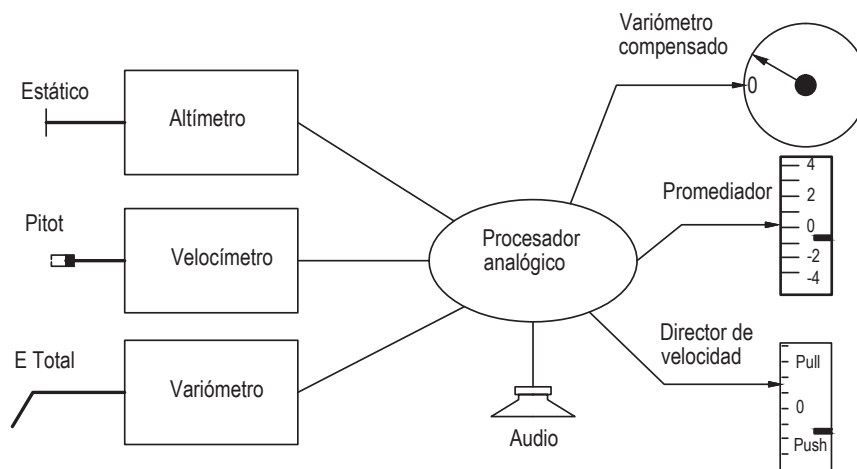 Estático
Altímetro
Pitot
Velocímetro
E Total
Variómetro
Procesador
analógico
Audio
Variómetro
compensado
0
Promediador
4
2
0
-2
-4
Director de
velocidad
Pull
0
Push